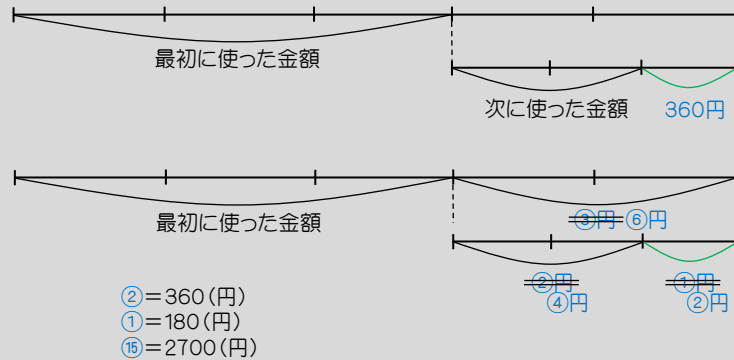 最初に使った金額
次に使った金額 360円
最初に使った金額
③円 ⑥円
②円 ①円
④円 ②円
②＝360(円)
①＝180(円)
⑮＝2700(円)